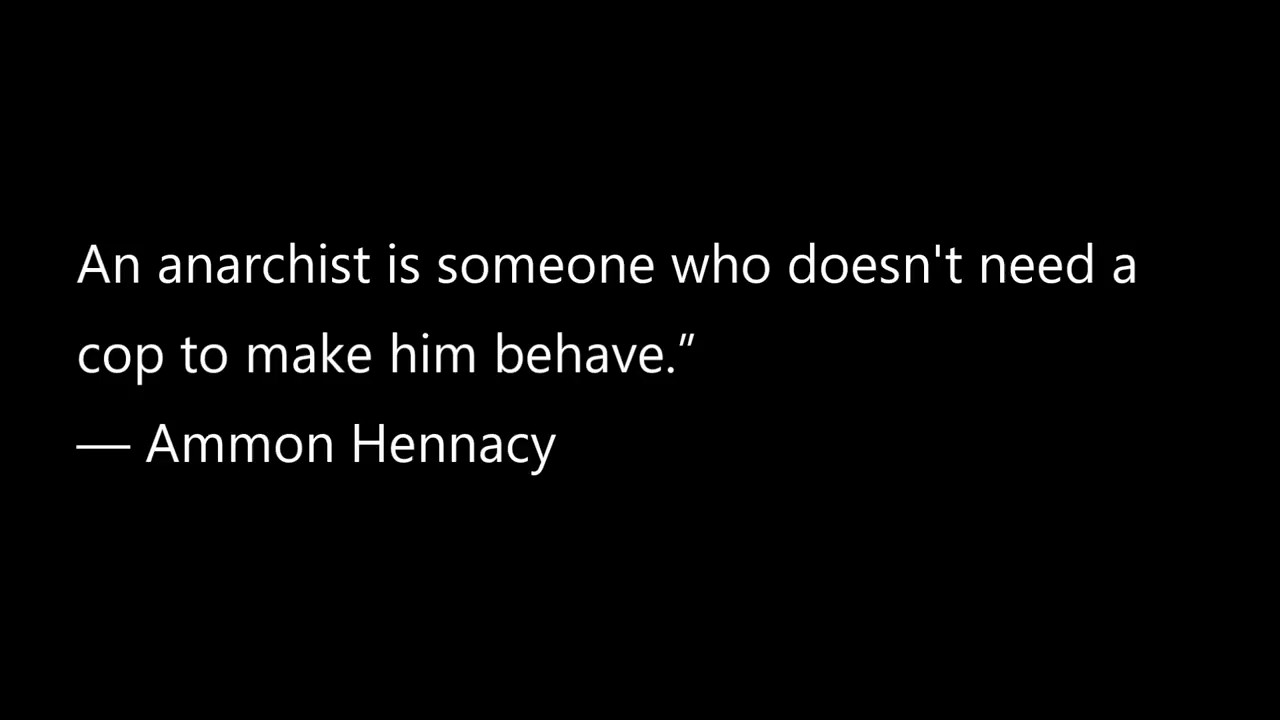 An anarchist is someone who doesn't need a
cop to make him behave.”
— Ammon Hennacy